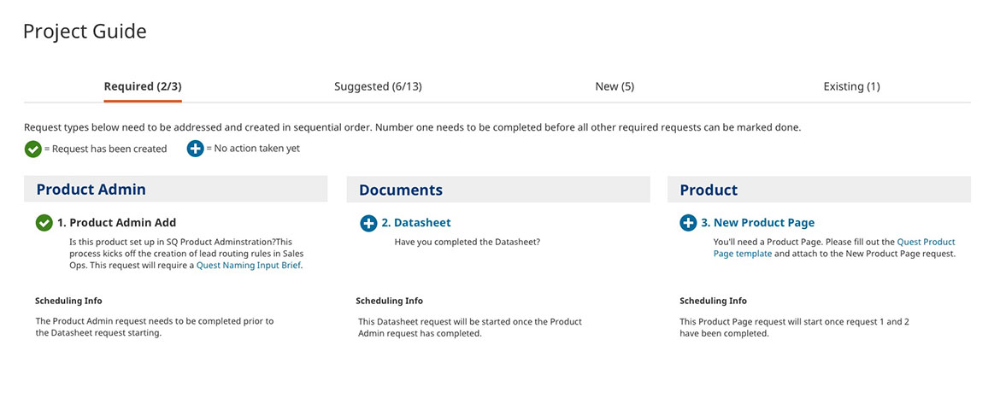 Project Guide
Required (2/3)
Suggested (6/13)
New (5)
Existing (1)
Request types below need to be addressed and created in sequential order. Number one needs to be completed before all other required requests can be marked done.
= Request has been created
= No action taken yet
Product Admin
1. Product Admin Add
Is this product set up in SQ Product Adminstration?This
process kicks off the creation of lead routing rules in Sales
Ops. This request will require a Quest Naming Input Brief.
Scheduling Info
The Product Admin request needs to be completed prior to
the Datasheet request starting.
Documents
2. Datasheet
Have you completed the Datasheet?
Scheduling Info
This Datasheet request will be started once the Product
Admin request has completed.
Product
3. New Product Page
You'll need a Product Page. Please fill out the Quest Product
Page template and attach to the New Product Page request.
Scheduling Info
This Product Page request will start once request 1 and 2
have been completed.